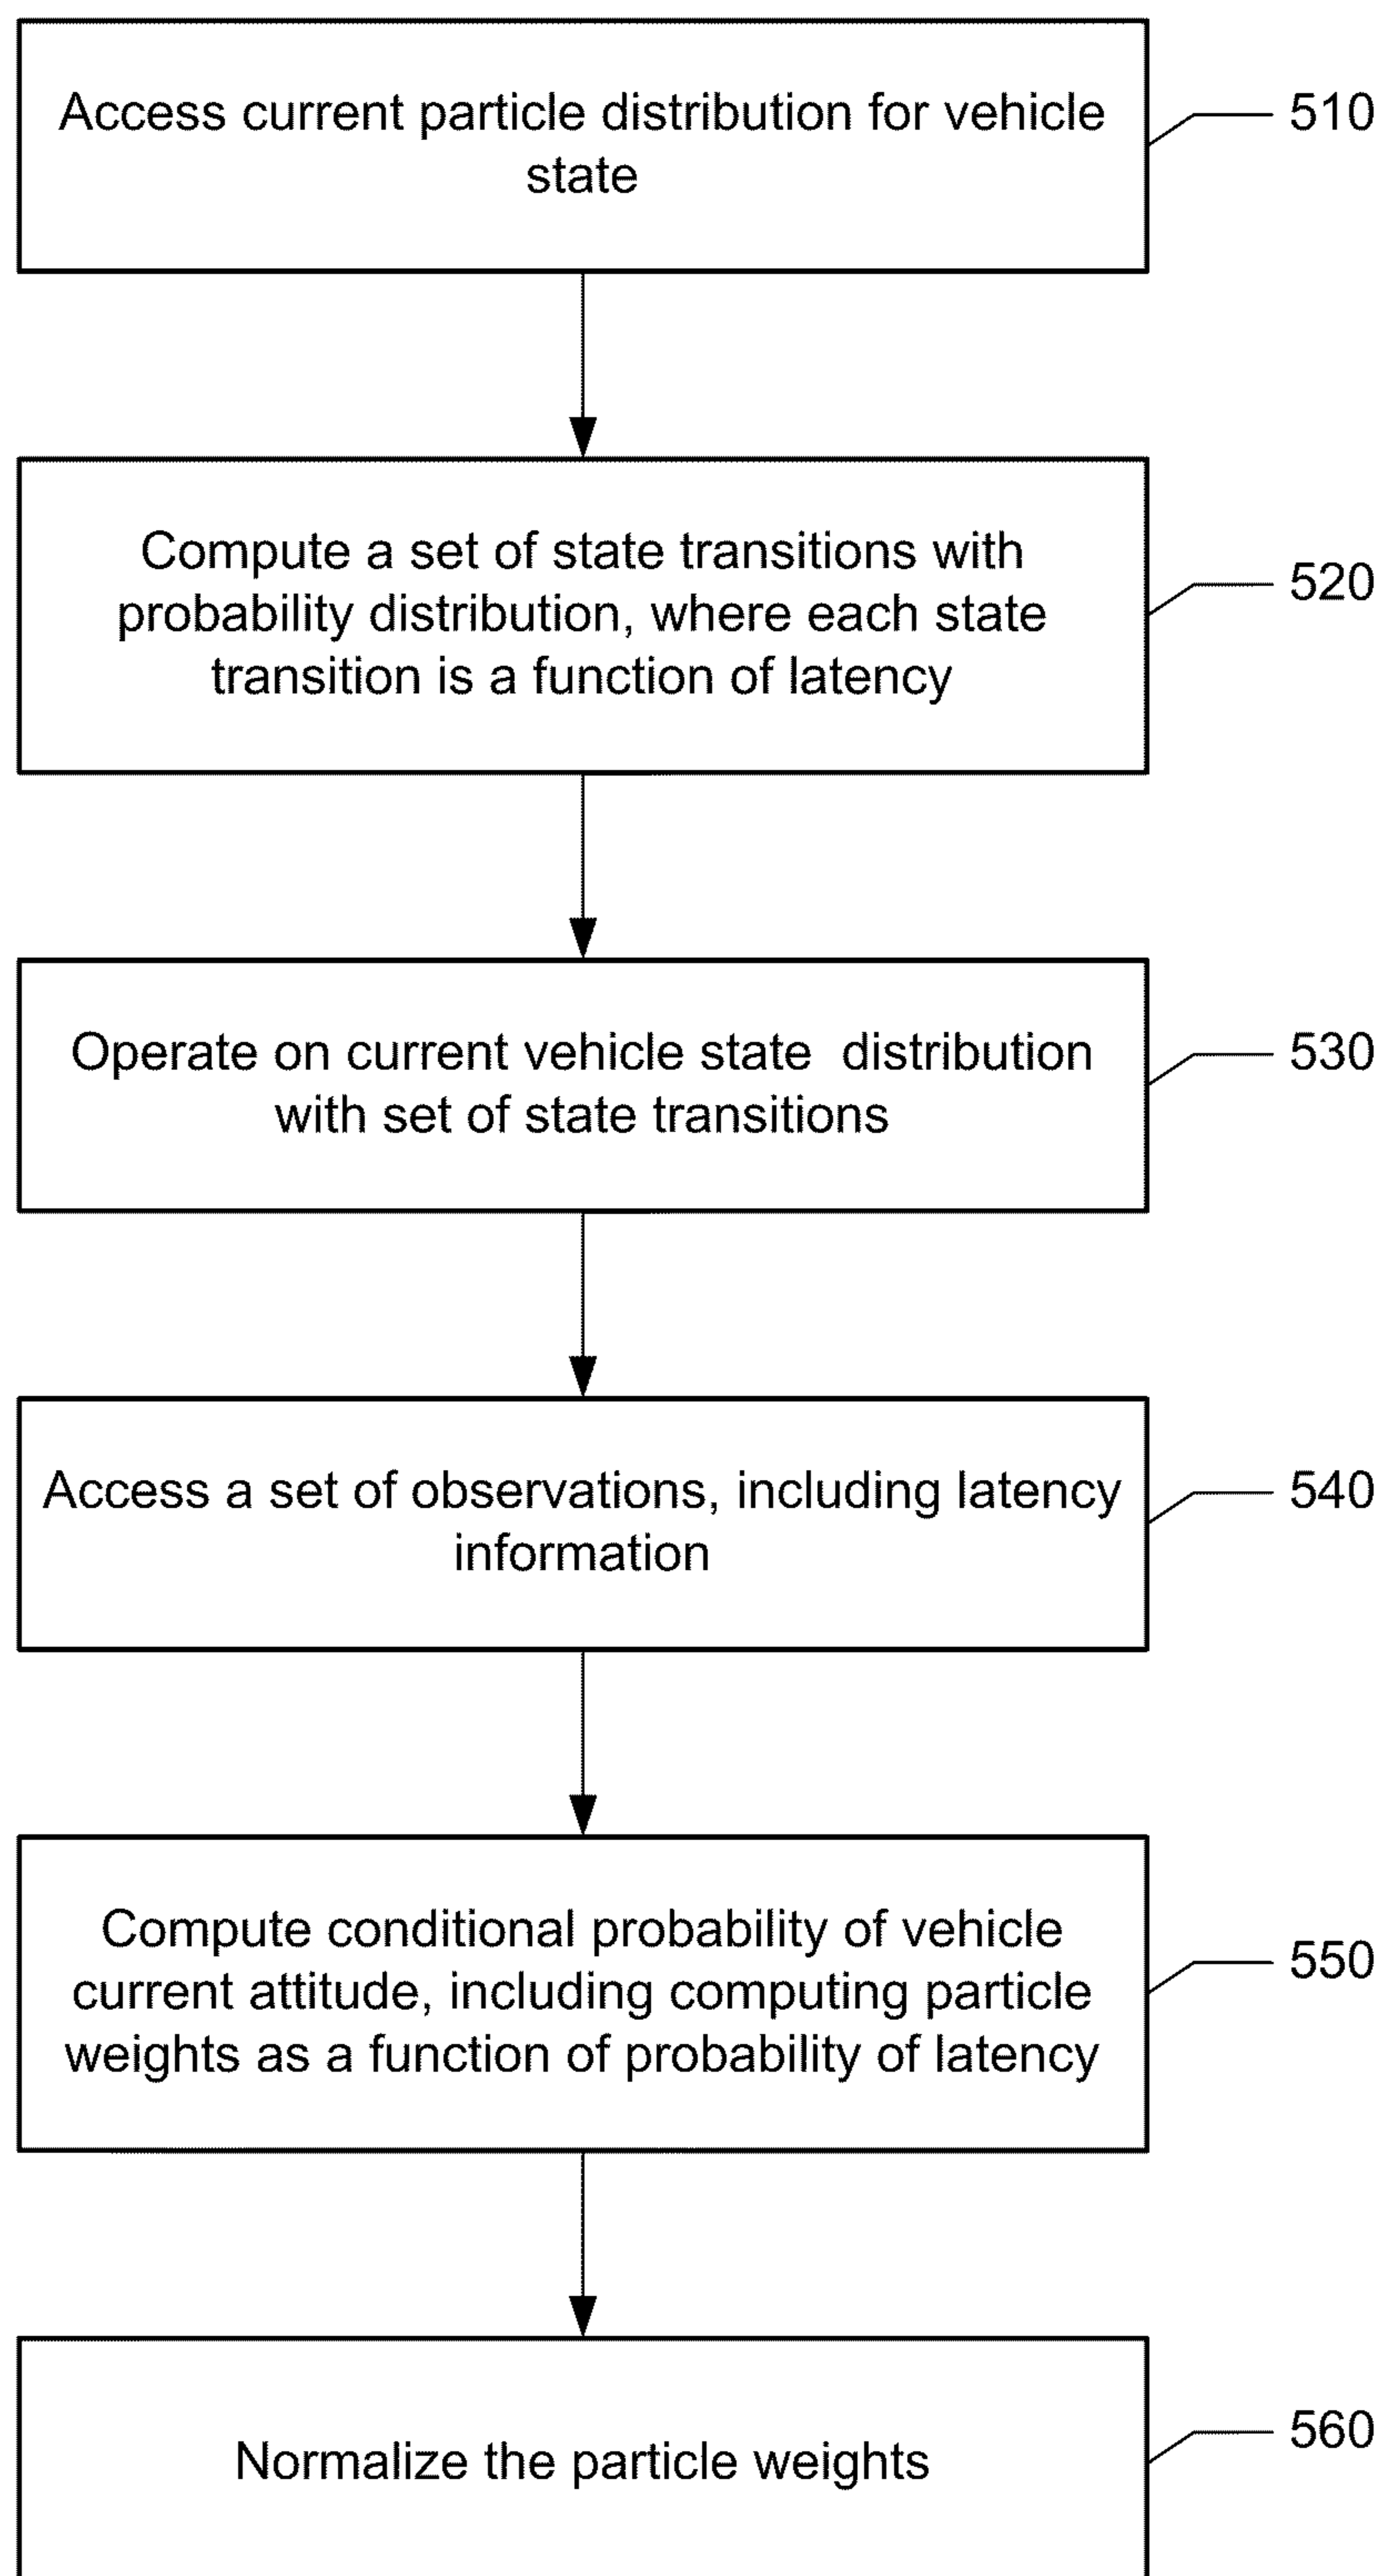 Access current particle distribution for vehicle
state
510
Compute a set of state transitions with
probability distribution, where each state
transition is a function of latency
520
Operate on current vehicle state  distribution
with set of state transitions
530
Access a set of observations, including latency
information
540
Compute conditional probability of vehicle
current attitude, including computing particle
weights as a function of probability of latency
550
Normalize the particle weights
560